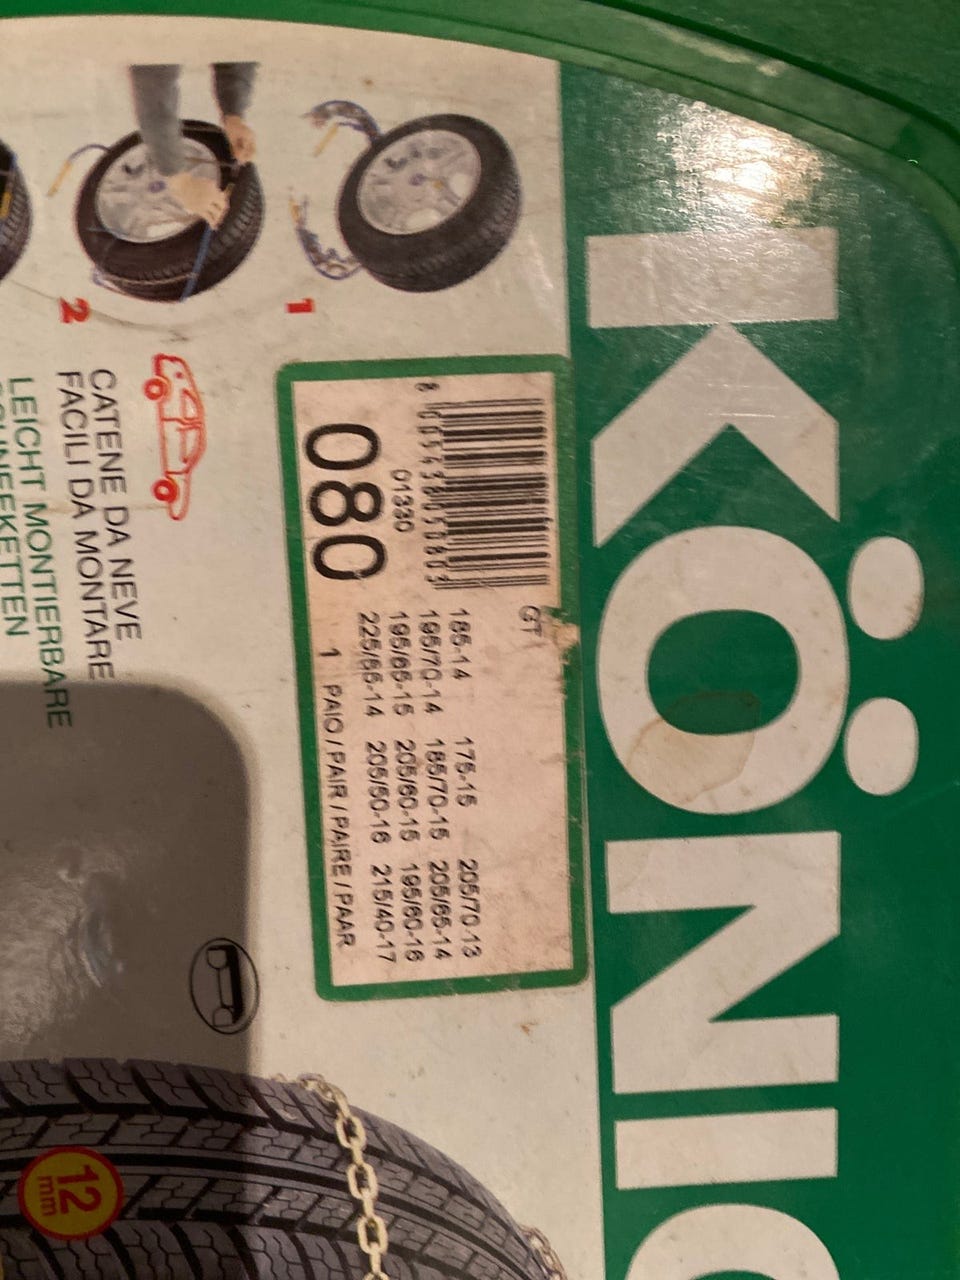 KÖNIG
1
2
GT
8 005438050803
01330
080
185-14 175-15 205/70-13
195/70-14 185/70-15 205/65-14
195/65-15 205/60-15 195/60-16
225/55-14 205/50-16 215/40-17
1 PAIO / PAIR / PAIRE / PAAR
CATENE DA NEVE
FACILI DA MONTARE
LEICHT MONTIERBARE
SCHNEEKETTEN
12
mm